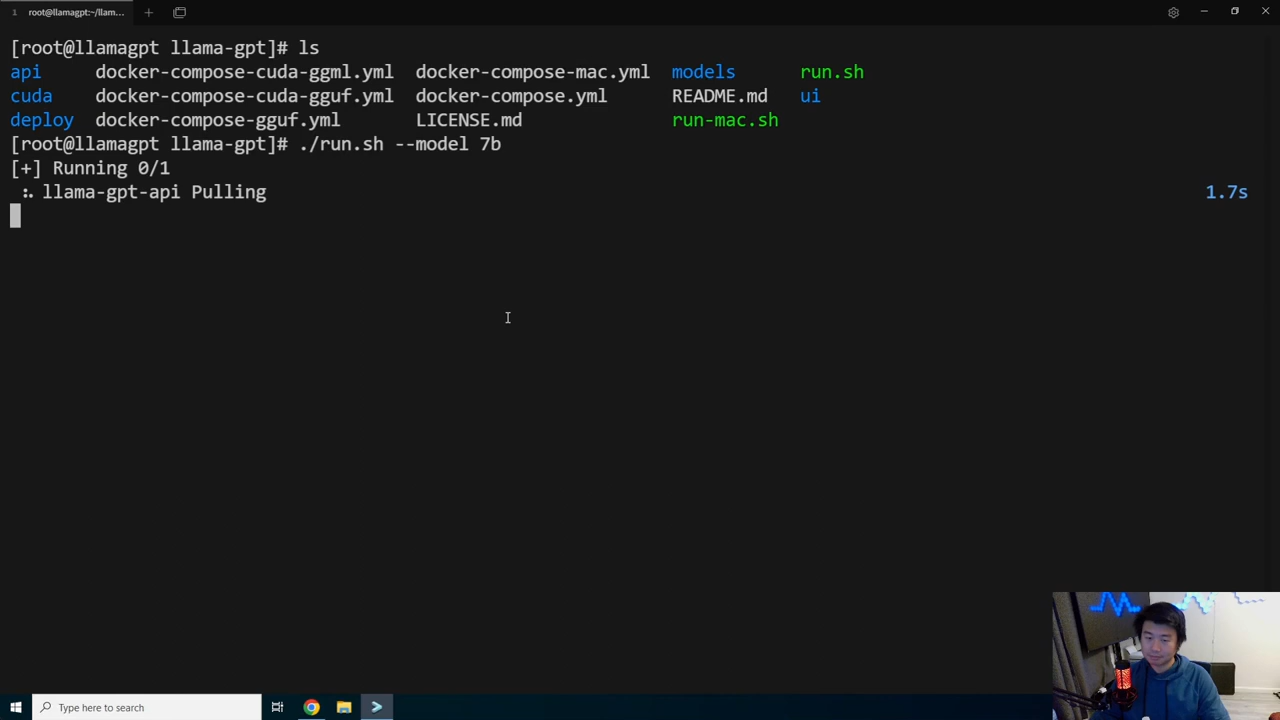 1 root@llamagpt:~/llam...
[root@llamagpt llama-gpt]# ls
api docker-compose-cuda-ggml.yml docker-compose-mac.yml models run.sh
cuda docker-compose-cuda-gguf.yml docker-compose.yml README.md ui
deploy docker-compose-gguf.yml LICENSE.md run-mac.sh
[root@llamagpt llama-gpt]# ./run.sh --model 7b
[+] Running 0/1
llama-gpt-api Pulling 1.7s
Type here to search